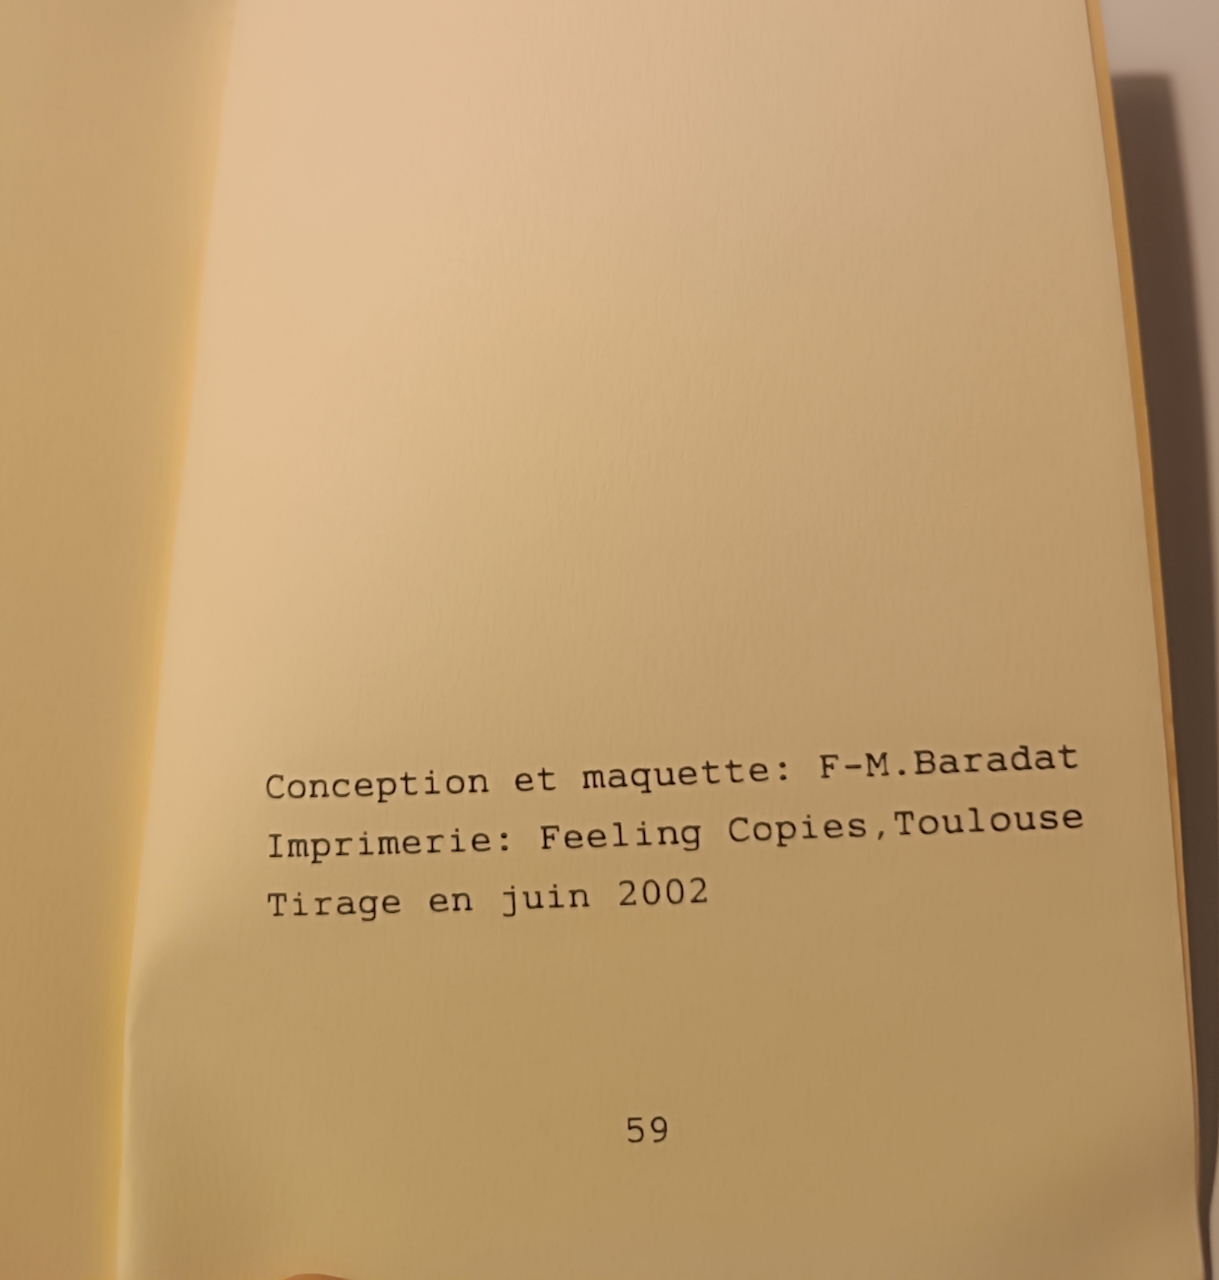 Conception et maquette: F-M.Baradat
Imprimerie: Feeling Copies,Toulouse
Tirage en juin 2002
59